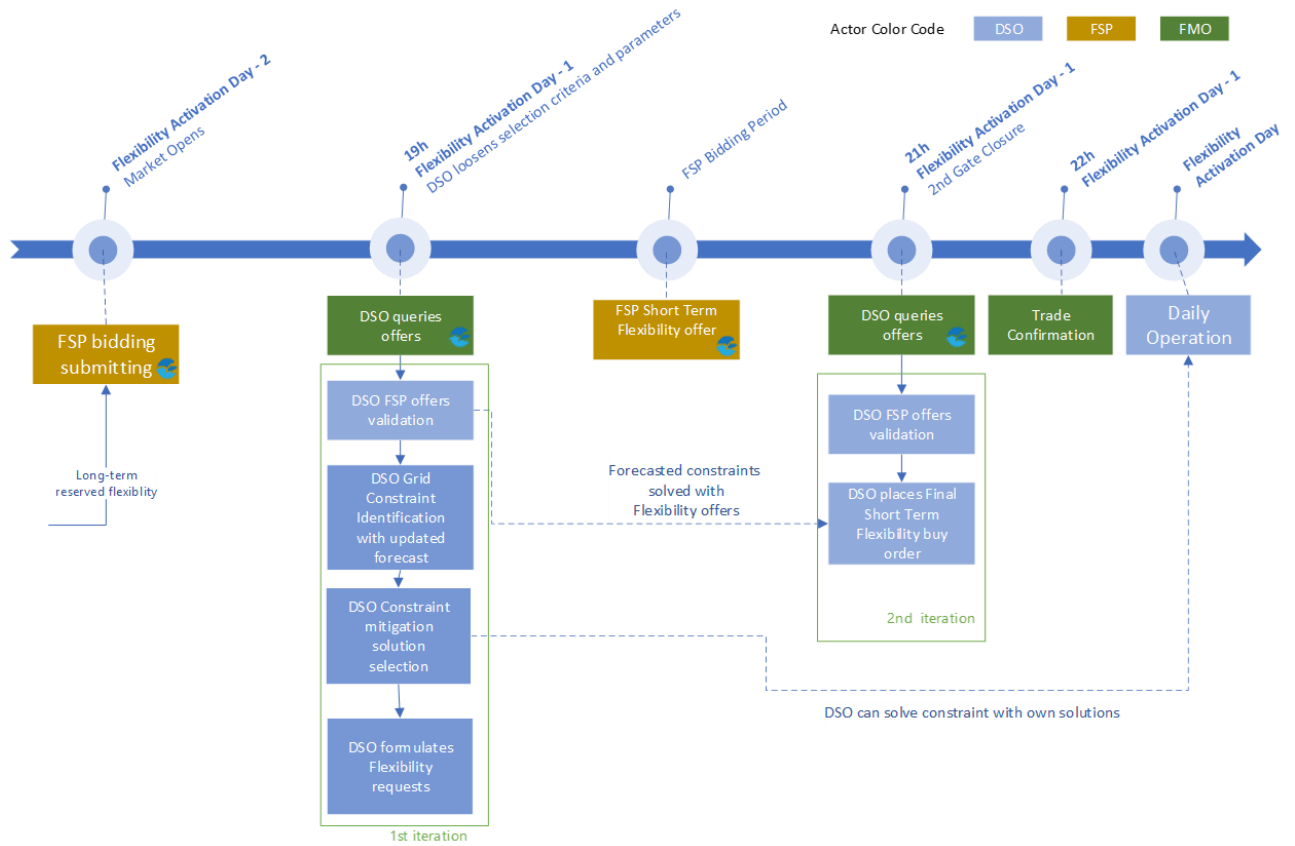 Actor Color Code
DSO
FSP
FMO
Flexibility Activation Day - 2
Market Opens
19h
Flexibility Activation Day - 1
DSO loosens selection criteria and parameters
FSP Bidding Period
21h
Flexibility Activation Day - 1
2nd Gate Closure
22h
Flexibility Activation Day - 1
Flexibility
Activation Day
FSP bidding
submitting
DSO queries
offers
FSP Short Term
Flexibility offer
DSO queries
offers
Trade
Confirmation
Daily
Operation
Long-term
reserved flexiblity
DSO FSP offers
validation
DSO Grid
Constraint
Identification
with updated
forecast
DSO Constraint
mitigation
solution
selection
DSO formulates
Flexibility
requests
1st iteration
Forecasted constraints
solved with
Flexibility offers
DSO FSP offers
validation
DSO places Final
Short Term
Flexibility buy
order
2nd iteration
DSO can solve constraint with own solutions